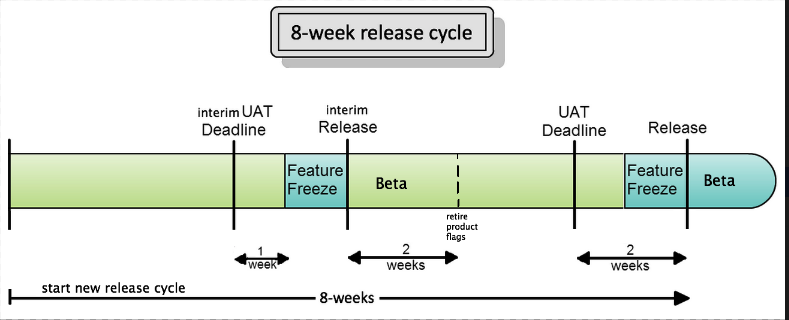 8-week release cycle
interim UAT
Deadline
interim
Release
UAT
Deadline
Release
Feature
Freeze
Beta
Feature
Freeze
Beta
retire
product
flags
1
week
2
weeks
2
weeks
start new release cycle
8-weeks